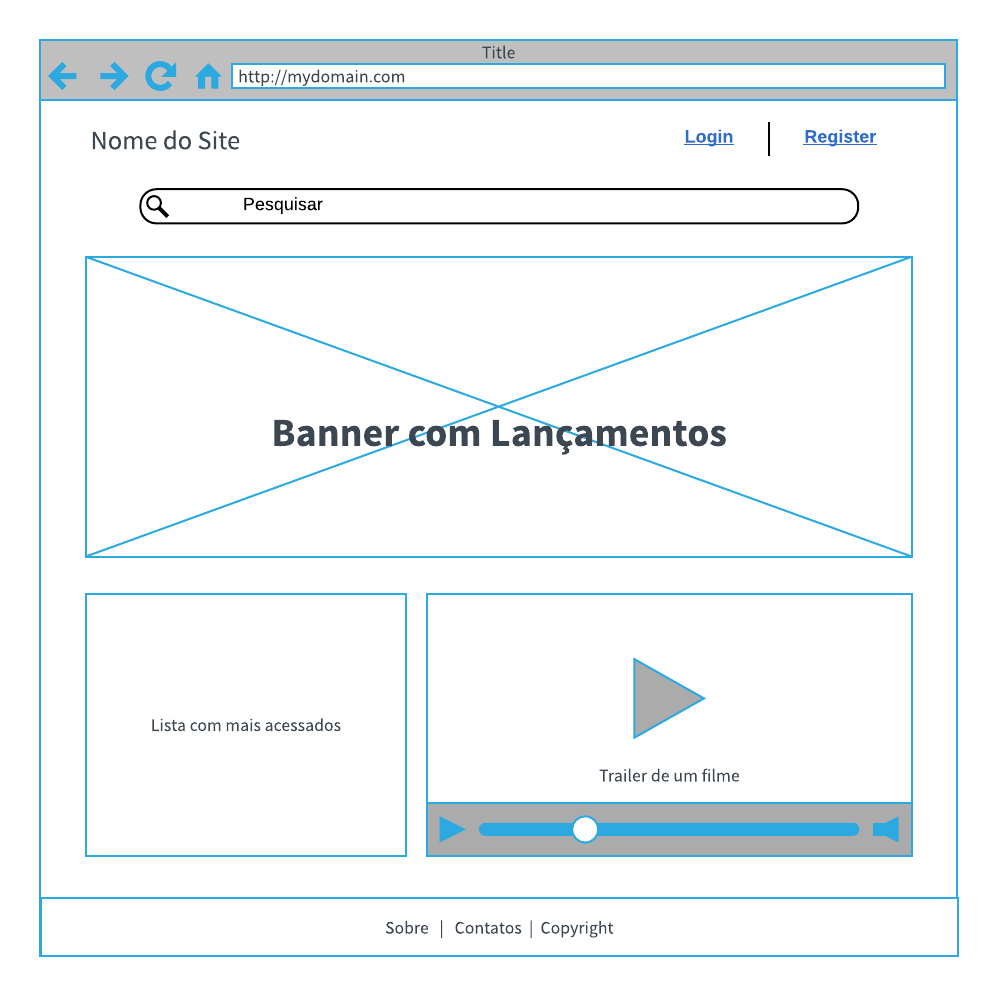 Title
http://mydomain.com
Nome do Site
Login | Register
Pesquisar
Banner com Lançamentos
Lista com mais acessados
Trailer de um filme
Sobre | Contatos | Copyright